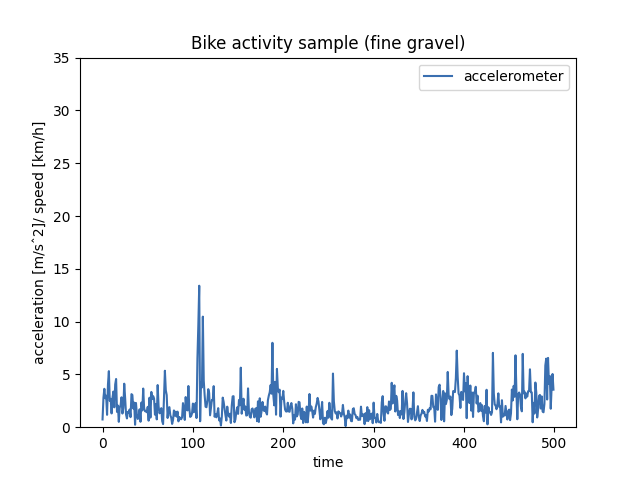 Bike activity sample (fine gravel)
accelerometer
35
30
25
20
15
10
5
0
acceleration [m/s^2]/ speed [km/h]
0 100 200 300 400 500
time